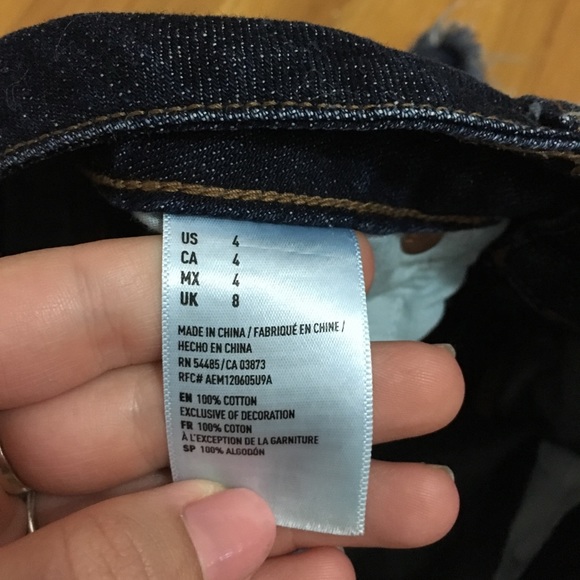 US 4
CA 4
MX 4
UK 8
MADE IN CHINA / FABRIQUÉ EN CHINE /
HECHO EN CHINA
RN 54485/CA 03873
RFC# AEM120605U9A
EN 100% COTTON
EXCLUSIVE OF DECORATION
FR 100% COTON
À L'EXCEPTION DE LA GARNITURE
SP 100% ALGODÓN